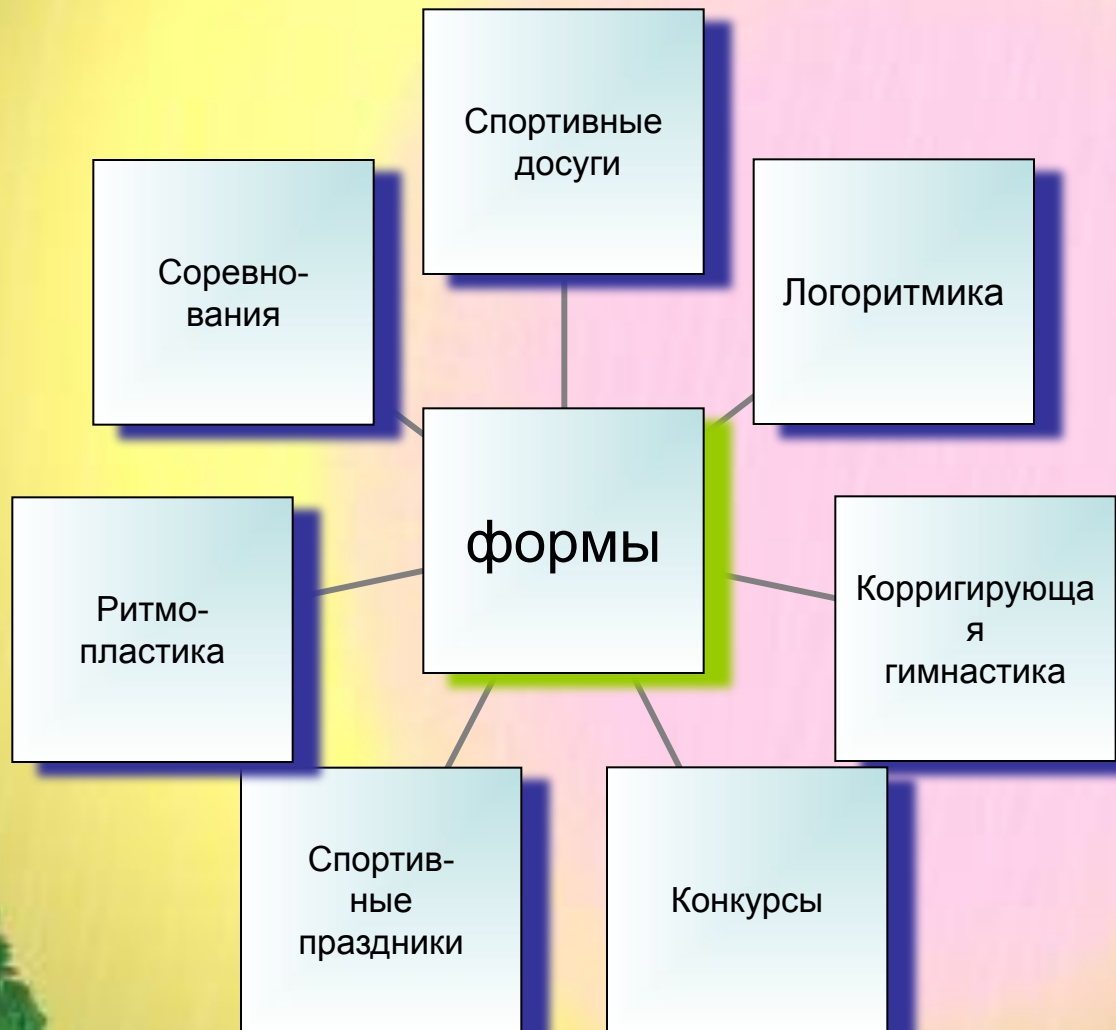 Спортивные
досуги
Соревно-
вания
Логоритмика
формы
Ритмо-
пластика
Корригирующа
я
гимнастика
Спортив-
ные
праздники
Конкурсы